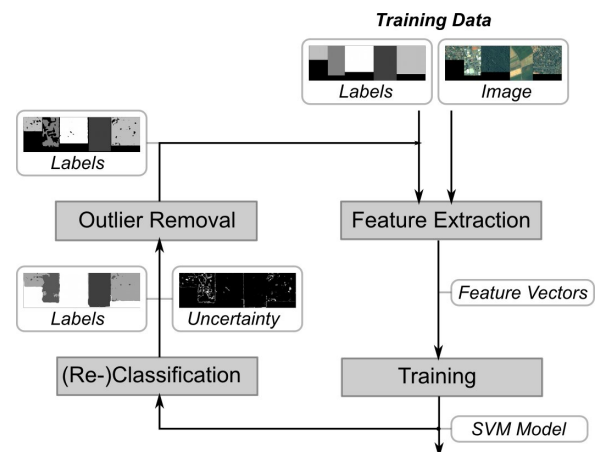 Training Data
Labels
Image
Labels
Outlier Removal
Feature Extraction
Labels
Uncertainty
Feature Vectors
(Re-)Classification
Training
SVM Model